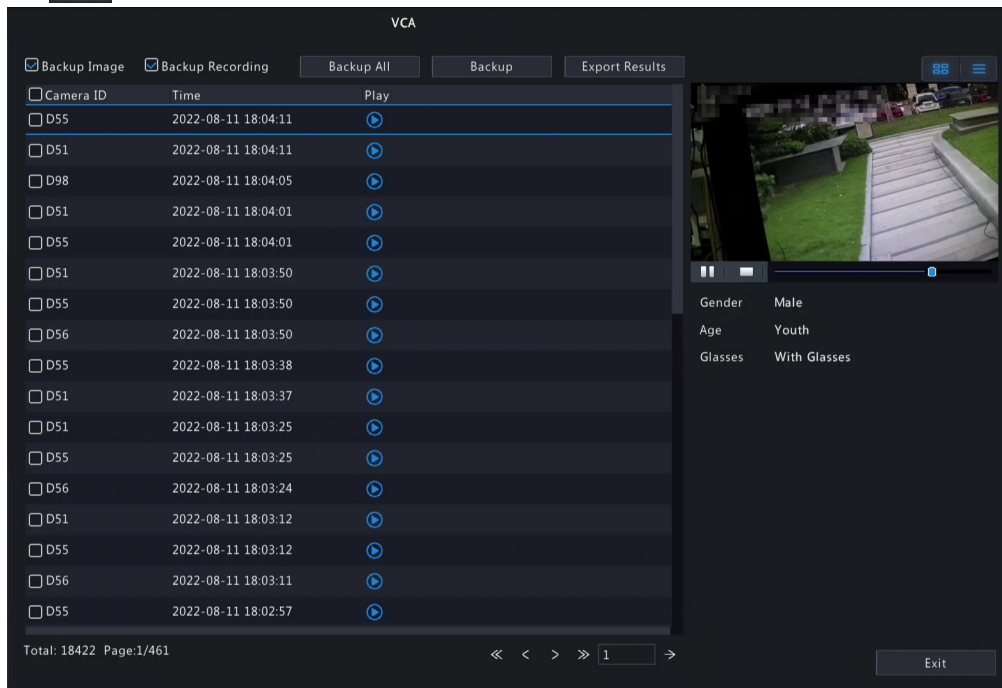 VCA
Backup Image Backup Recording Backup All Backup Export Results
Camera ID Time Play
D55 2022-08-11 18:04:11
D51 2022-08-11 18:04:11
D98 2022-08-11 18:04:05
D51 2022-08-11 18:04:01
D55 2022-08-11 18:04:01
D51 2022-08-11 18:03:50
D55 2022-08-11 18:03:50
D56 2022-08-11 18:03:50
D55 2022-08-11 18:03:38
D51 2022-08-11 18:03:37
D51 2022-08-11 18:03:25
D55 2022-08-11 18:03:25
D56 2022-08-11 18:03:24
D51 2022-08-11 18:03:12
D55 2022-08-11 18:03:12
D56 2022-08-11 18:03:11
D55 2022-08-11 18:02:57
Gender Male
Age Youth
Glasses With Glasses
Total: 18422 Page:1/461
1
Exit